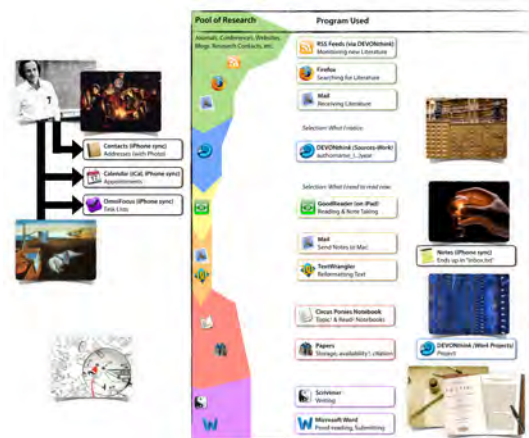 Pool of Research
Program Used
Journals, Conferences, Websites,
Blogs, Research Contacts, etc.
RSS Feeds (via DEVONthink)
Monitoring new Literature
Firefox
Searching for Literature
Mail
Receiving Literature
Contacts (iPhone sync)
Addresses (with Photo)
Selection: What I notice.
DEVONthink (Sources-Work)
Calendar (iCal, iPhone sync)
Appointments
Selection: What I need to read now.
OmniFocus (iPhone sync)
Task Lists
GoodReader (on iPad)
Reading & Note Taking
Mail
Send Notes to Mac
Notes (iPhone sync)
Ends up in "inbox.txt"
TextWrangler
Reformatting Text
Circus Ponies Notebook
Topic- & Read- Notebooks
Papers
Storage, availability, citation
DEVONthink (Work Projects)
Project
Scrivener
Writing
Microsoft Word
Proof-reading, Submitting